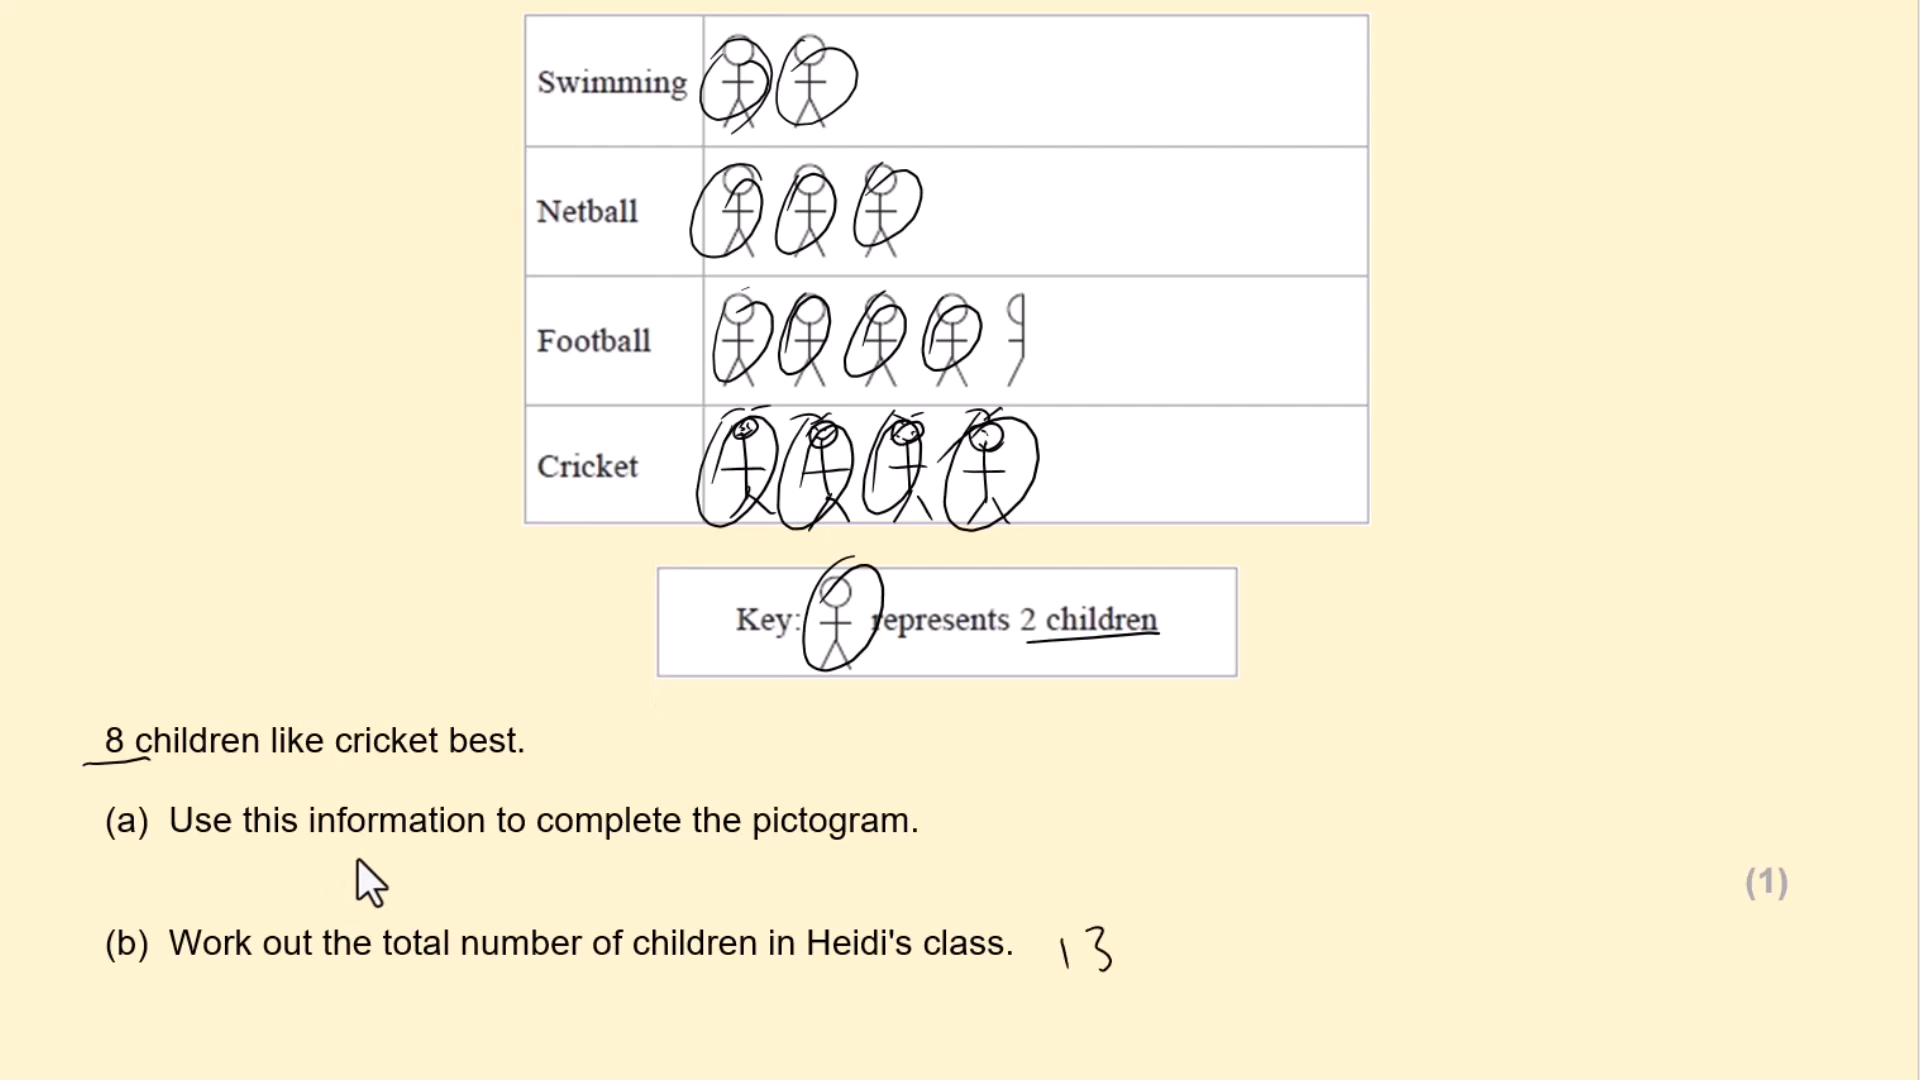 Swimming
Netball
Football
Cricket
Key: represents 2 children
8 children like cricket best.
(a) Use this information to complete the pictogram.
(1)
(b) Work out the total number of children in Heidi's class. 13